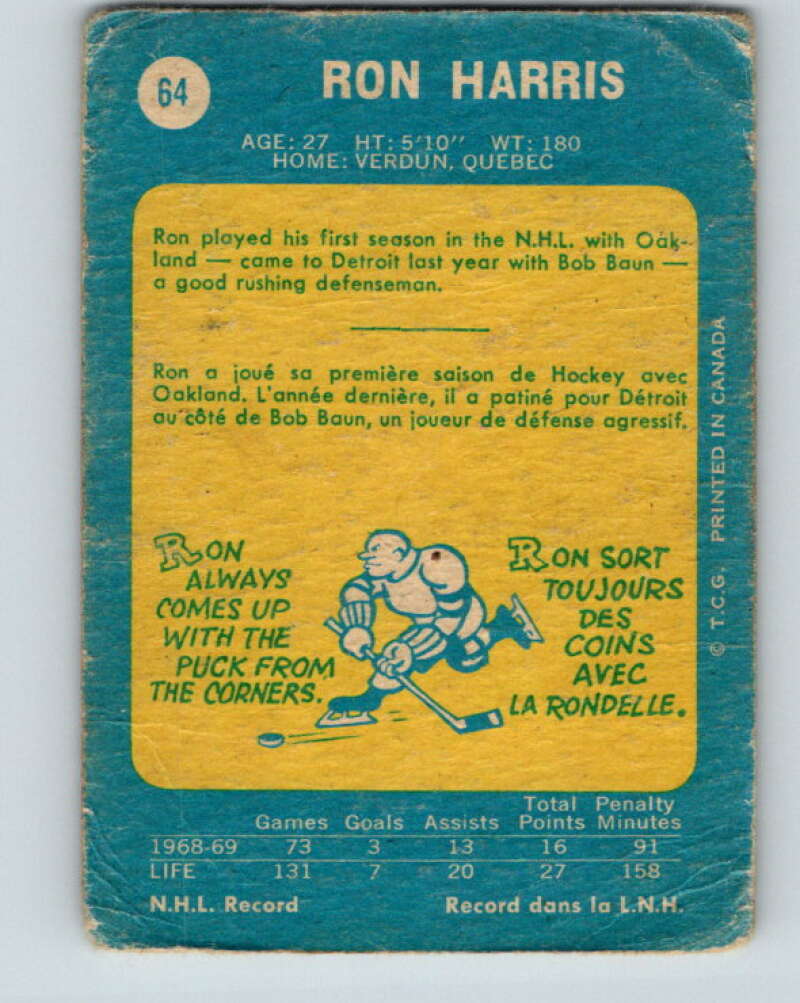 64
RON HARRIS
AGE: 27 HT: 5'10" WT: 180
HOME: VERDUN, QUEBEC
Ron played his first season in the N.H.L. with Oak-
land — came to Detroit last year with Bob Baun —
a good rushing defenseman.
Ron a joué sa première saison de Hockey avec
Oakland. L'année dernière, il a patiné pour Détroit
au côté de Bob Baun, un joueur de défense agressif.
RON
ALWAYS
COMES UP
WITH THE
PUCK FROM
THE CORNERS.
RON SORT
TOUJOURS
DES
COINS
AVEC
LA RONDELLE.
© T.C.G. PRINTED IN CANADA
Total Penalty
Games Goals Assists Points Minutes
1968-69 73 3 13 16 91
LIFE 131 7 20 27 158
N.H.L. Record Record dans la L.N.H.